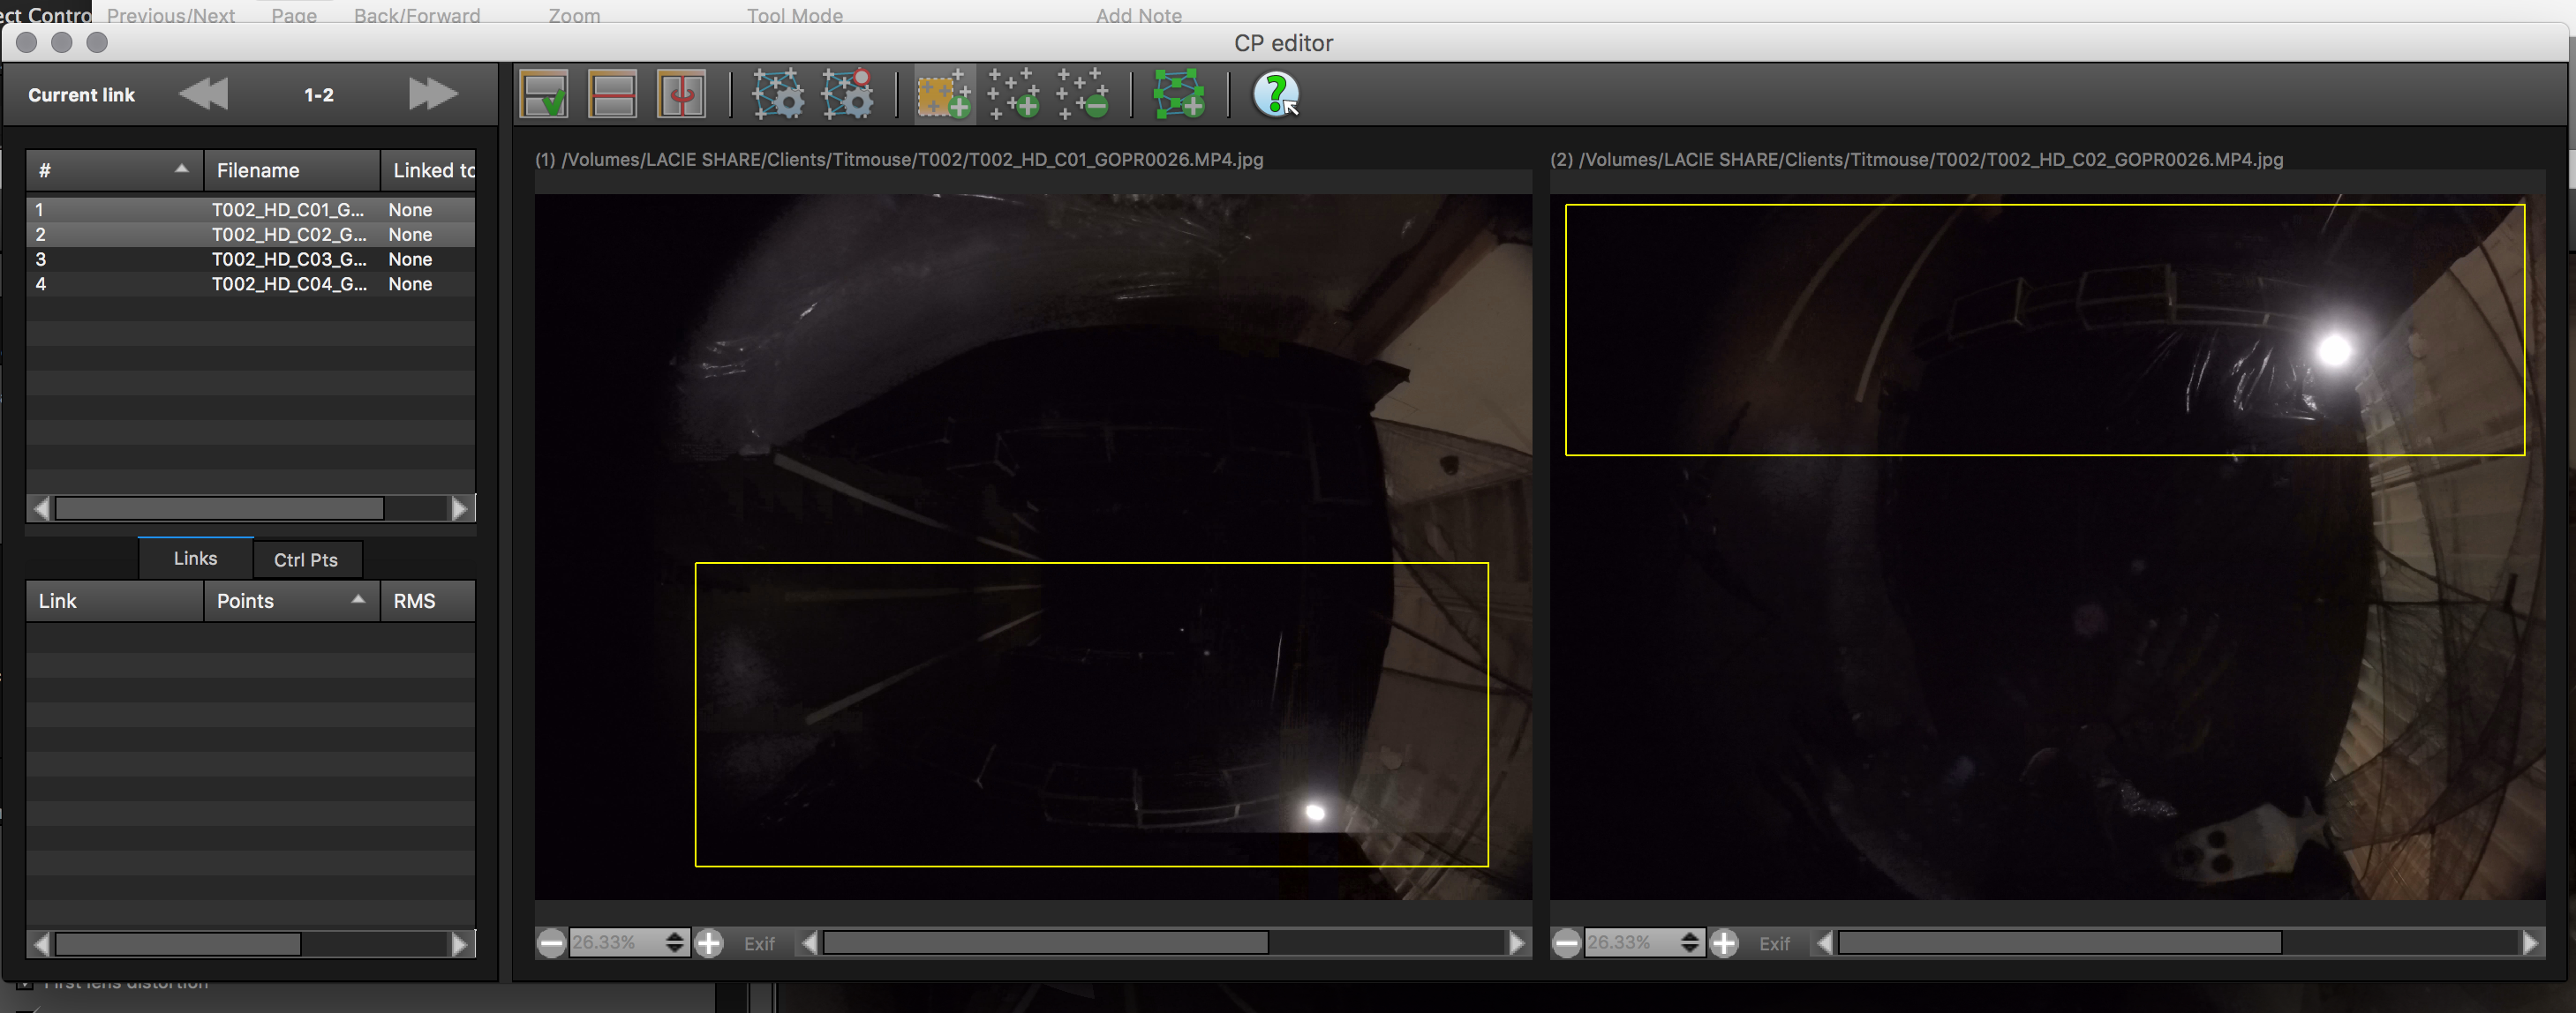 ect Contro Previous/Next Page Back/Forward Zoom Tool Mode Add Note
CP editor
Current link 1-2
# Filename Linked to
1 T002_HD_C01_G... None
2 T002_HD_C02_G... None
3 T002_HD_C03_G... None
4 T002_HD_C04_G... None
Links Ctrl Pts
Link Points RMS
(1) /Volumes/LACIE SHARE/Clients/Titmouse/T002/T002_HD_C01_GOPR0026.MP4.jpg
26.33% Exif
(2) /Volumes/LACIE SHARE/Clients/Titmouse/T002/T002_HD_C02_GOPR0026.MP4.jpg
26.33% Exif
First lens distortion